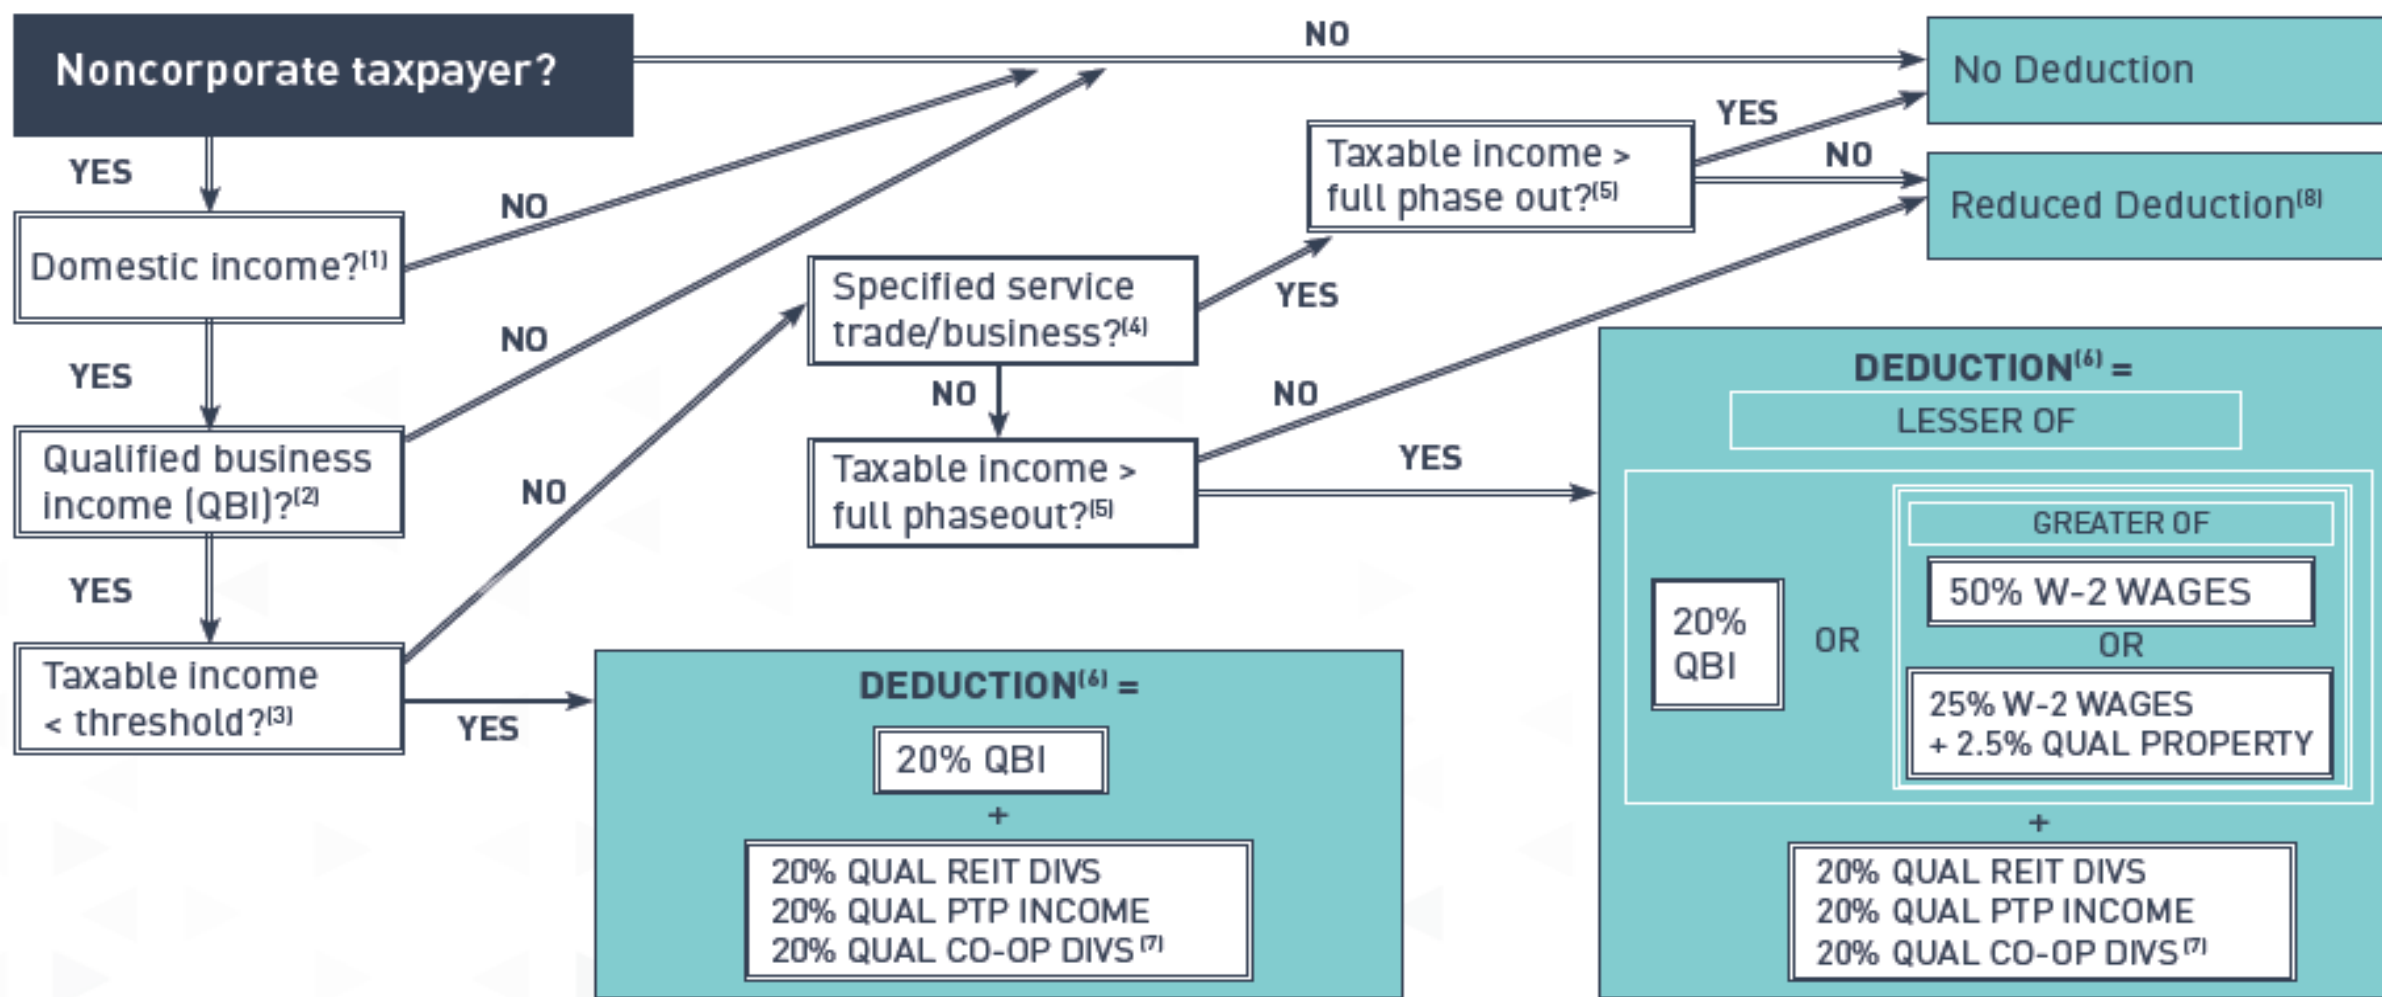 Noncorporate taxpayer?
NO
No Deduction
YES
Domestic income?(1)
NO
YES
Qualified business
income (QBI)?(2)
NO
YES
Taxable income
< threshold?(3)
NO
YES
Specified service
trade/business?(4)
YES
NO
Taxable income >
full phase out?(5)
YES
NO
Reduced Deduction(8)
Taxable income >
full phaseout?(5)
NO
YES
DEDUCTION(6) =
20% QBI
+
20% QUAL REIT DIVS
20% QUAL PTP INCOME
20% QUAL CO-OP DIVS(7)
DEDUCTION(6) =
LESSER OF
20%
QBI
OR
GREATER OF
50% W-2 WAGES
OR
25% W-2 WAGES
+ 2.5% QUAL PROPERTY
+
20% QUAL REIT DIVS
20% QUAL PTP INCOME
20% QUAL CO-OP DIVS(7)